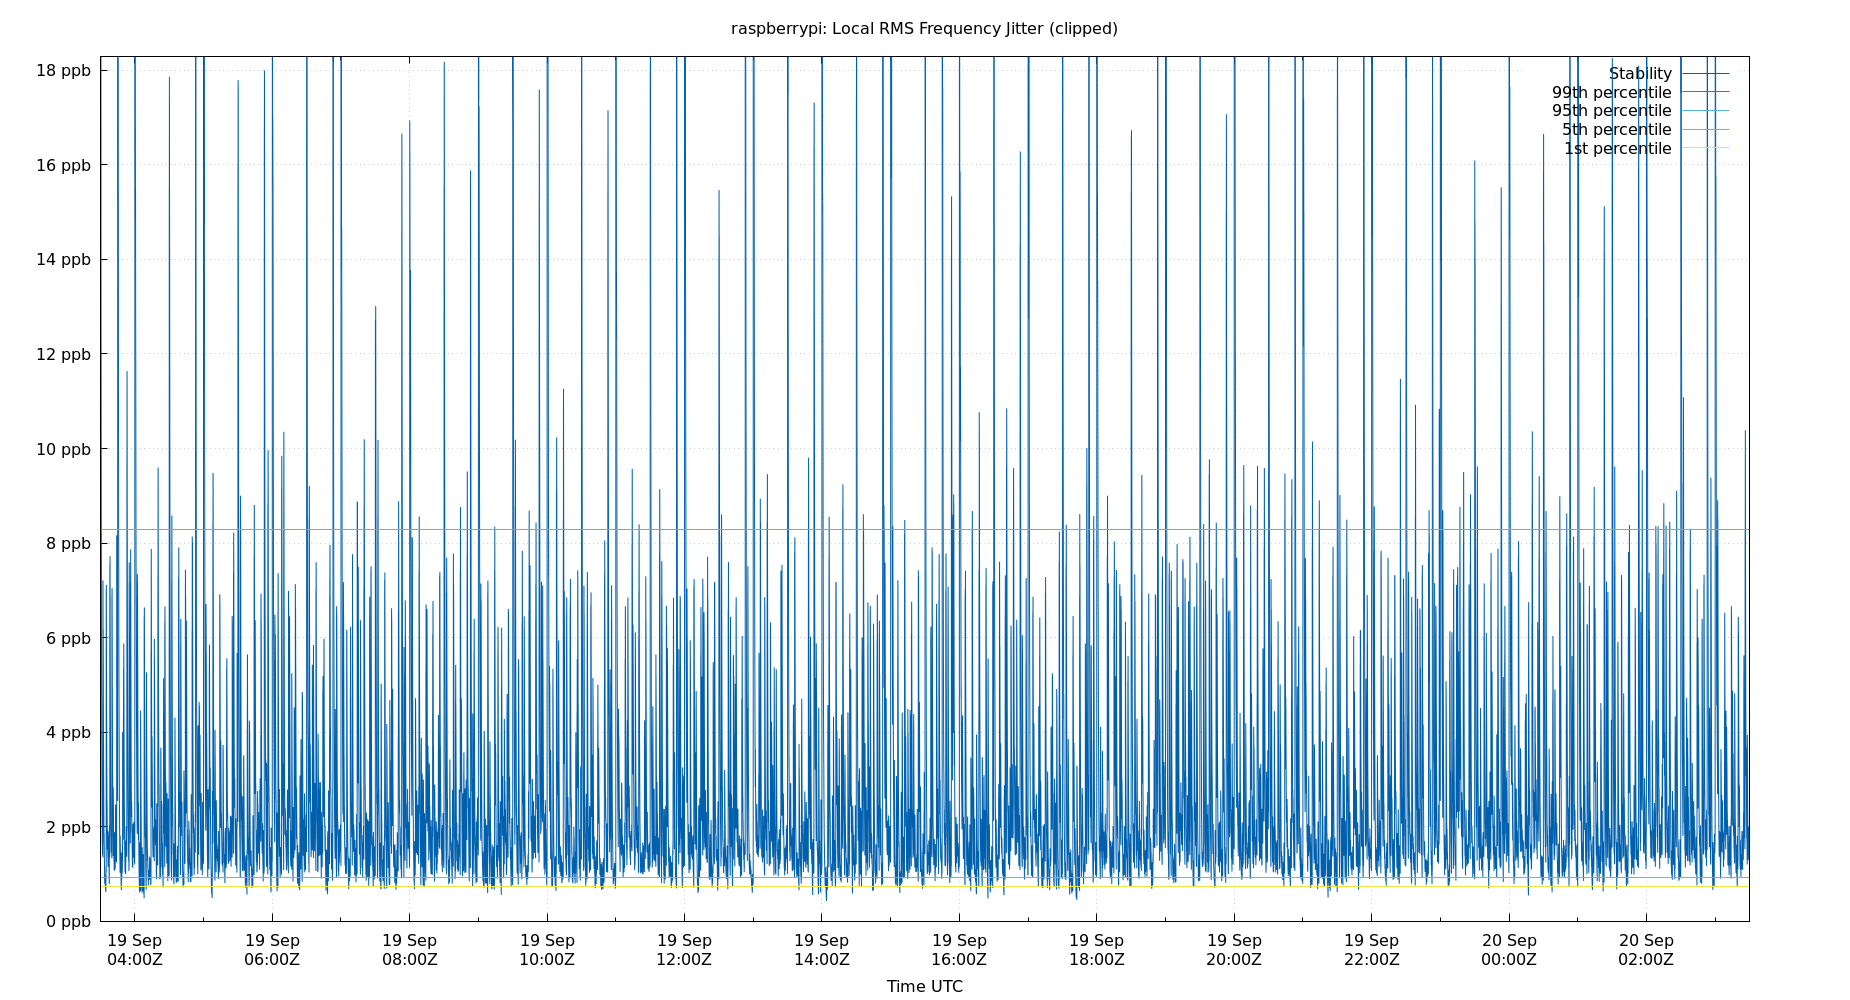 raspberrypi: Local RMS Frequency Jitter (clipped)
18 ppb
16 ppb
14 ppb
12 ppb
10 ppb
8 ppb
6 ppb
4 ppb
2 ppb
0 ppb
Stability
99th percentile
95th percentile
5th percentile
1st percentile
19 Sep 19 Sep 19 Sep 19 Sep 19 Sep 19 Sep 19 Sep 19 Sep 19 Sep 19 Sep 20 Sep 20 Sep
04:00Z 06:00Z 08:00Z 10:00Z 12:00Z 14:00Z 16:00Z 18:00Z 20:00Z 22:00Z 00:00Z 02:00Z
Time UTC